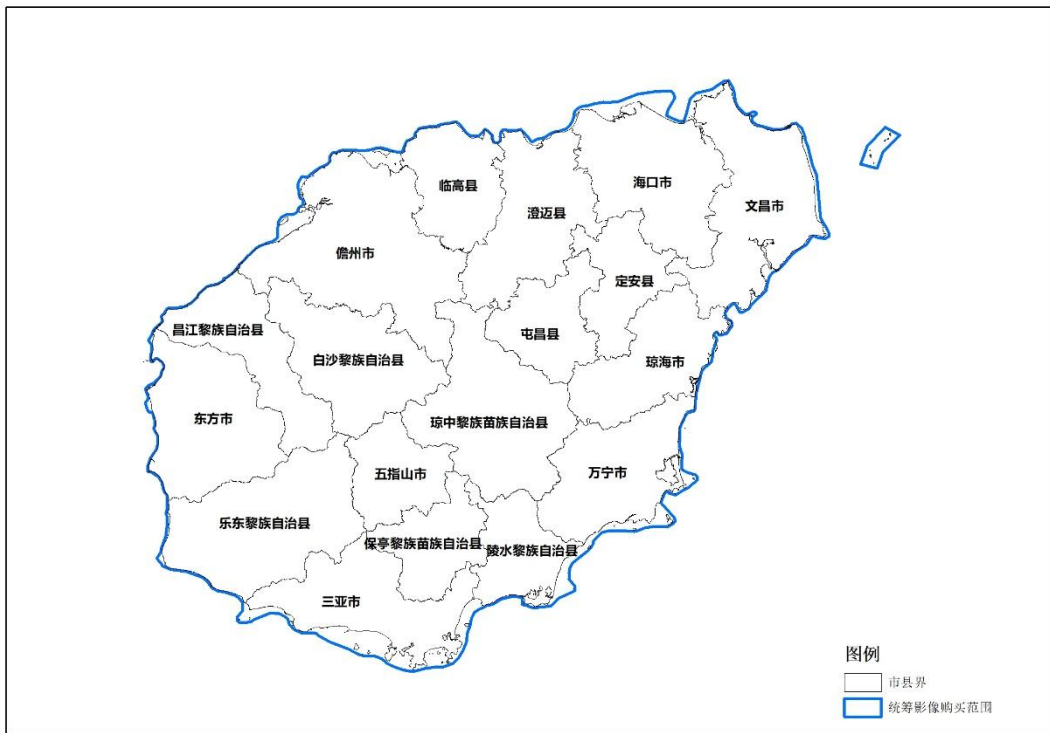 临高县
海口市
澄迈县
文昌市
儋州市
定安县
昌江黎族自治县
屯昌县
白沙黎族自治县
琼海市
东方市
琼中黎族苗族自治县
五指山市
万宁市
乐东黎族自治县
保亭黎族苗族自治县
陵水黎族自治县
三亚市
图例
市县界
统筹影像购买范围